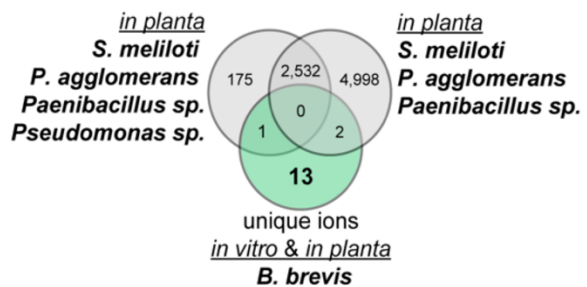 in planta
S. meliloti
P. agglomerans
Paenibacillus sp.
Pseudomonas sp.
in planta
S. meliloti
P. agglomerans
Paenibacillus sp.
175
2,532
4,998
0
1
2
13
unique ions
in vitro & in planta
B. brevis